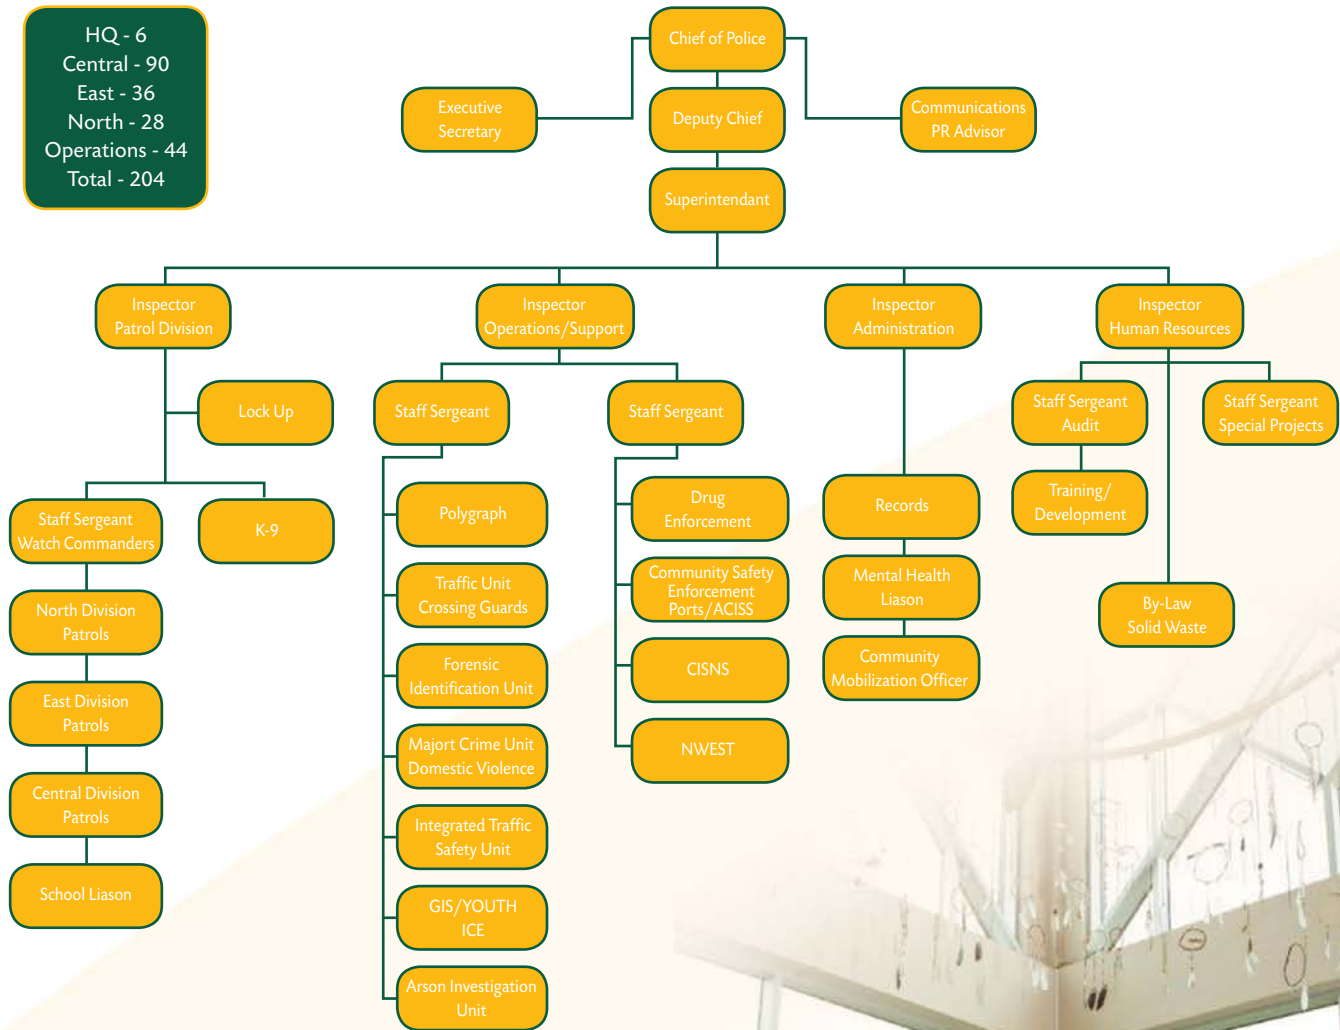 HQ - 6
Central - 90
East - 36
North - 28
Operations - 44
Total - 204
Chief of Police
Executive
Secretary
Deputy Chief
Communications
PR Advisor
Superintendant
Inspector
Patrol Division
Inspector
Operations/Support
Inspector
Administration
Inspector
Human Resources
Lock Up
Staff Sergeant
Watch Commanders
K-9
North Division
Patrols
East Division
Patrols
Central Division
Patrols
School Liason
Staff Sergeant
Polygraph
Traffic Unit
Crossing Guards
Forensic
Identification Unit
Majort Crime Unit
Domestic Violence
Integrated Traffic
Safety Unit
GIS/YOUTH
ICE
Arson Investigation
Unit
Staff Sergeant
Drug
Enforcement
Community Safety
Enforcement
Ports/ACISS
CISNS
NWEST
Records
Mental Health
Liason
Community
Mobilization Officer
Staff Sergeant
Audit
Training/
Development
Staff Sergeant
Special Projects
By-Law
Solid Waste